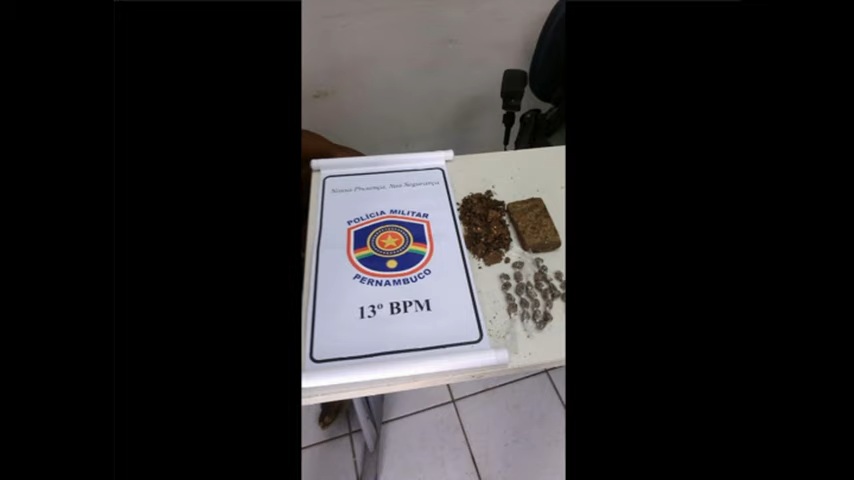 Nossa Presença, Sua Segurança
POLÍCIA MILITAR
PERNAMBUCO
13º BPM